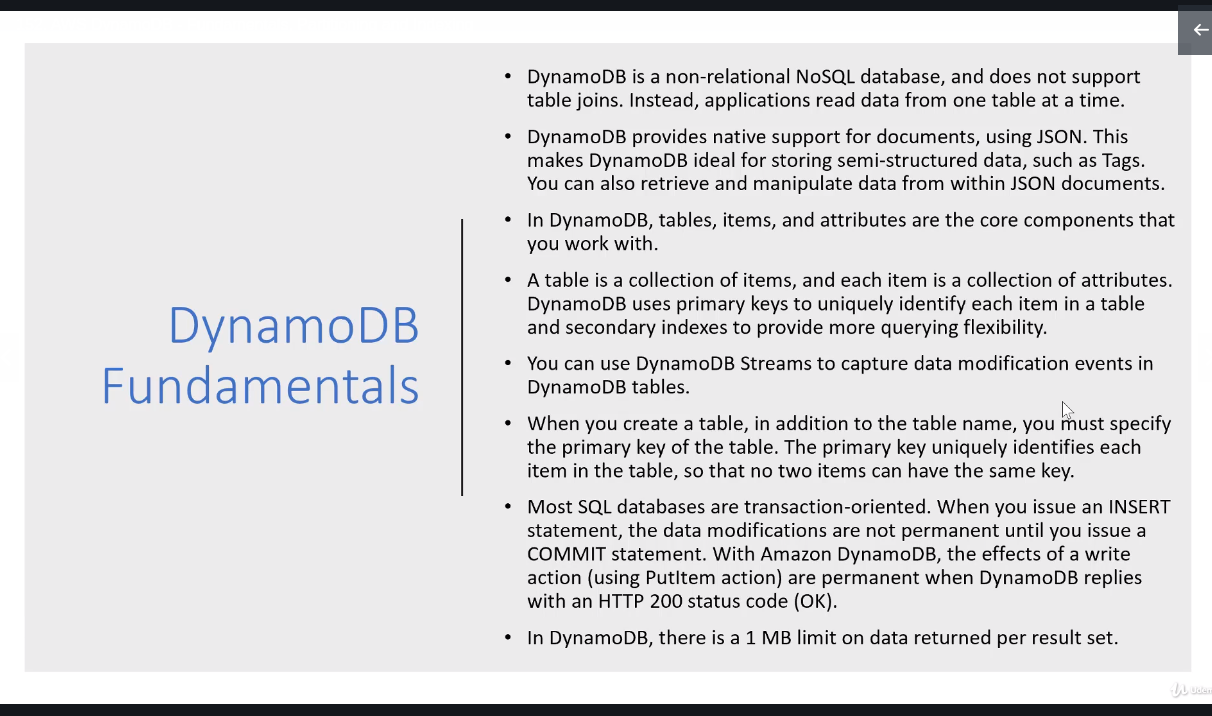 DynamoDB
Fundamentals
• DynamoDB is a non-relational NoSQL database, and does not support
table joins. Instead, applications read data from one table at a time.
• DynamoDB provides native support for documents, using JSON. This
makes DynamoDB ideal for storing semi-structured data, such as Tags.
You can also retrieve and manipulate data from within JSON documents.
• In DynamoDB, tables, items, and attributes are the core components that
you work with.
• A table is a collection of items, and each item is a collection of attributes.
DynamoDB uses primary keys to uniquely identify each item in a table
and secondary indexes to provide more querying flexibility.
• You can use DynamoDB Streams to capture data modification events in
DynamoDB tables.
• When you create a table, in addition to the table name, you must specify
the primary key of the table. The primary key uniquely identifies each
item in the table, so that no two items can have the same key.
• Most SQL databases are transaction-oriented. When you issue an INSERT
statement, the data modifications are not permanent until you issue a
COMMIT statement. With Amazon DynamoDB, the effects of a write
action (using PutItem action) are permanent when DynamoDB replies
with an HTTP 200 status code (OK).
• In DynamoDB, there is a 1 MB limit on data returned per result set.